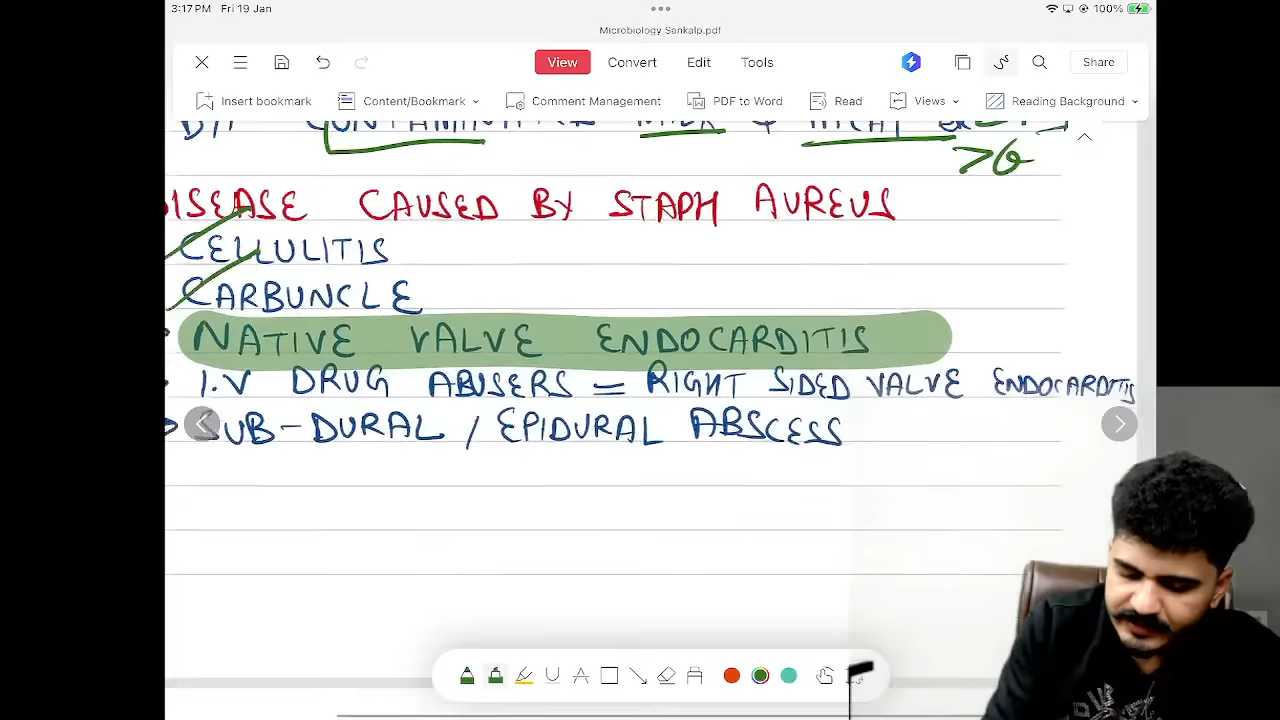 3:17 PM Fri 19 Jan
100%
Microbiology Sankalp.pdf
View Convert Edit Tools Share
Insert bookmark Content/Bookmark Comment Management PDF to Word Read Views Reading Background
>6
DISEASE CAUSED BY STAPH AUREUS
CELLULITIS
CARBUNCLE
NATIVE VALVE ENDOCARDITIS
I.V DRUG ABUSERS = RIGHT SIDED VALVE ENDOCARDITIS
SUB-DURAL / EPIDURAL ABSCESS